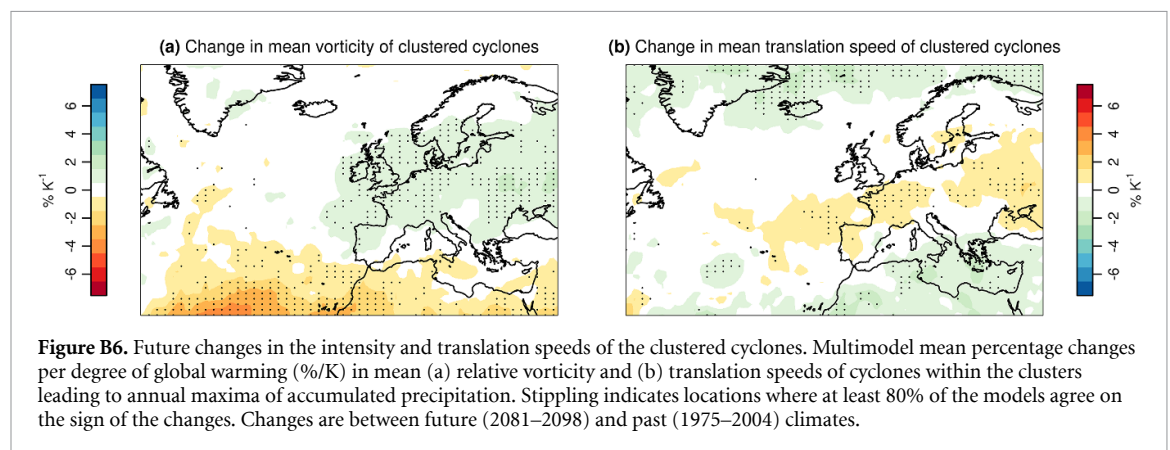 (a) Change in mean vorticity of clustered cyclones
(b) Change in mean translation speed of clustered cyclones
6
4
2
0
-2
-4
-6
% K-1
6
4
2
0
-2
-4
-6
% K-1
Figure B6. Future changes in the intensity and translation speeds of the clustered cyclones. Multimodel mean percentage changes
per degree of global warming (%/K) in mean (a) relative vorticity and (b) translation speeds of cyclones within the clusters
leading to annual maxima of accumulated precipitation. Stippling indicates locations where at least 80% of the models agree on
the sign of the changes. Changes are between future (2081–2098) and past (1975–2004) climates.